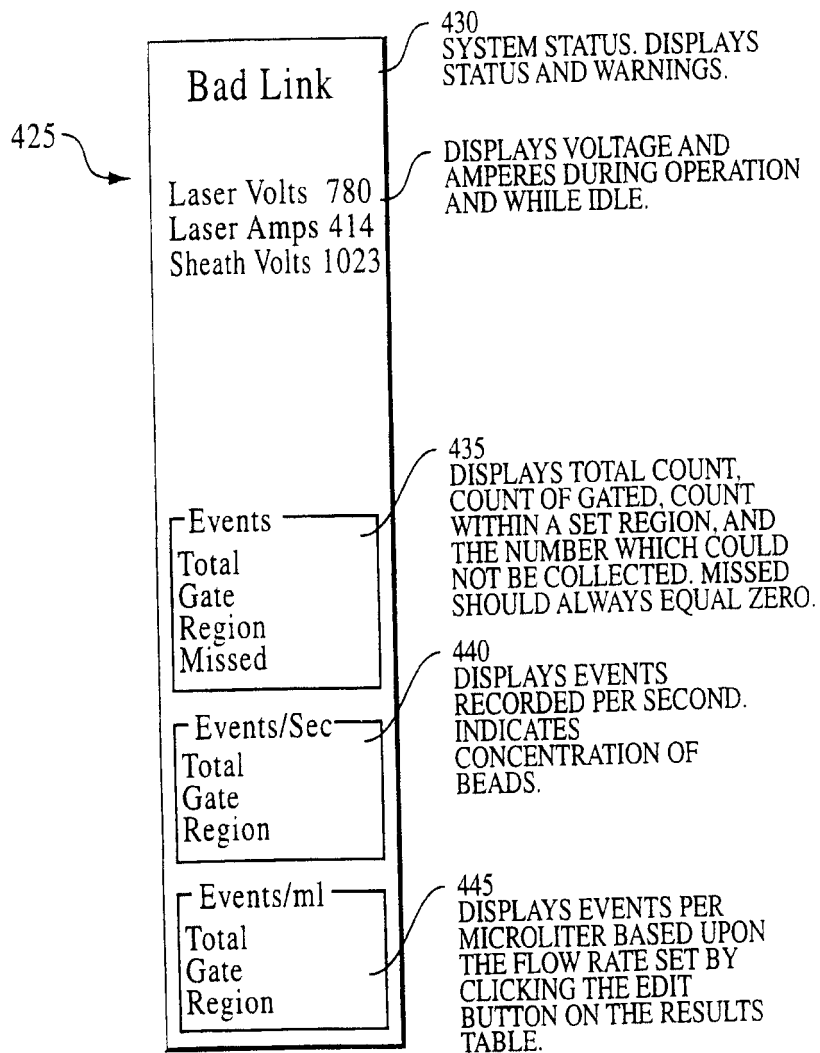 430
SYSTEM STATUS. DISPLAYS
STATUS AND WARNINGS.
Bad Link
425
DISPLAYS VOLTAGE AND
AMPERES DURING OPERATION
AND WHILE IDLE.
Laser Volts 780
Laser Amps 414
Sheath Volts 1023
435
DISPLAYS TOTAL COUNT,
COUNT OF GATED, COUNT
WITHIN A SET REGION, AND
THE NUMBER WHICH COULD
NOT BE COLLECTED. MISSED
SHOULD ALWAYS EQUAL ZERO.
Events
Total
Gate
Region
Missed
440
DISPLAYS EVENTS
RECORDED PER SECOND.
INDICATES
CONCENTRATION OF
BEADS.
Events/Sec
Total
Gate
Region
445
DISPLAYS EVENTS PER
MICROLITER BASED UPON
THE FLOW RATE SET BY
CLICKING THE EDIT
BUTTON ON THE RESULTS
TABLE.
Events/ml
Total
Gate
Region